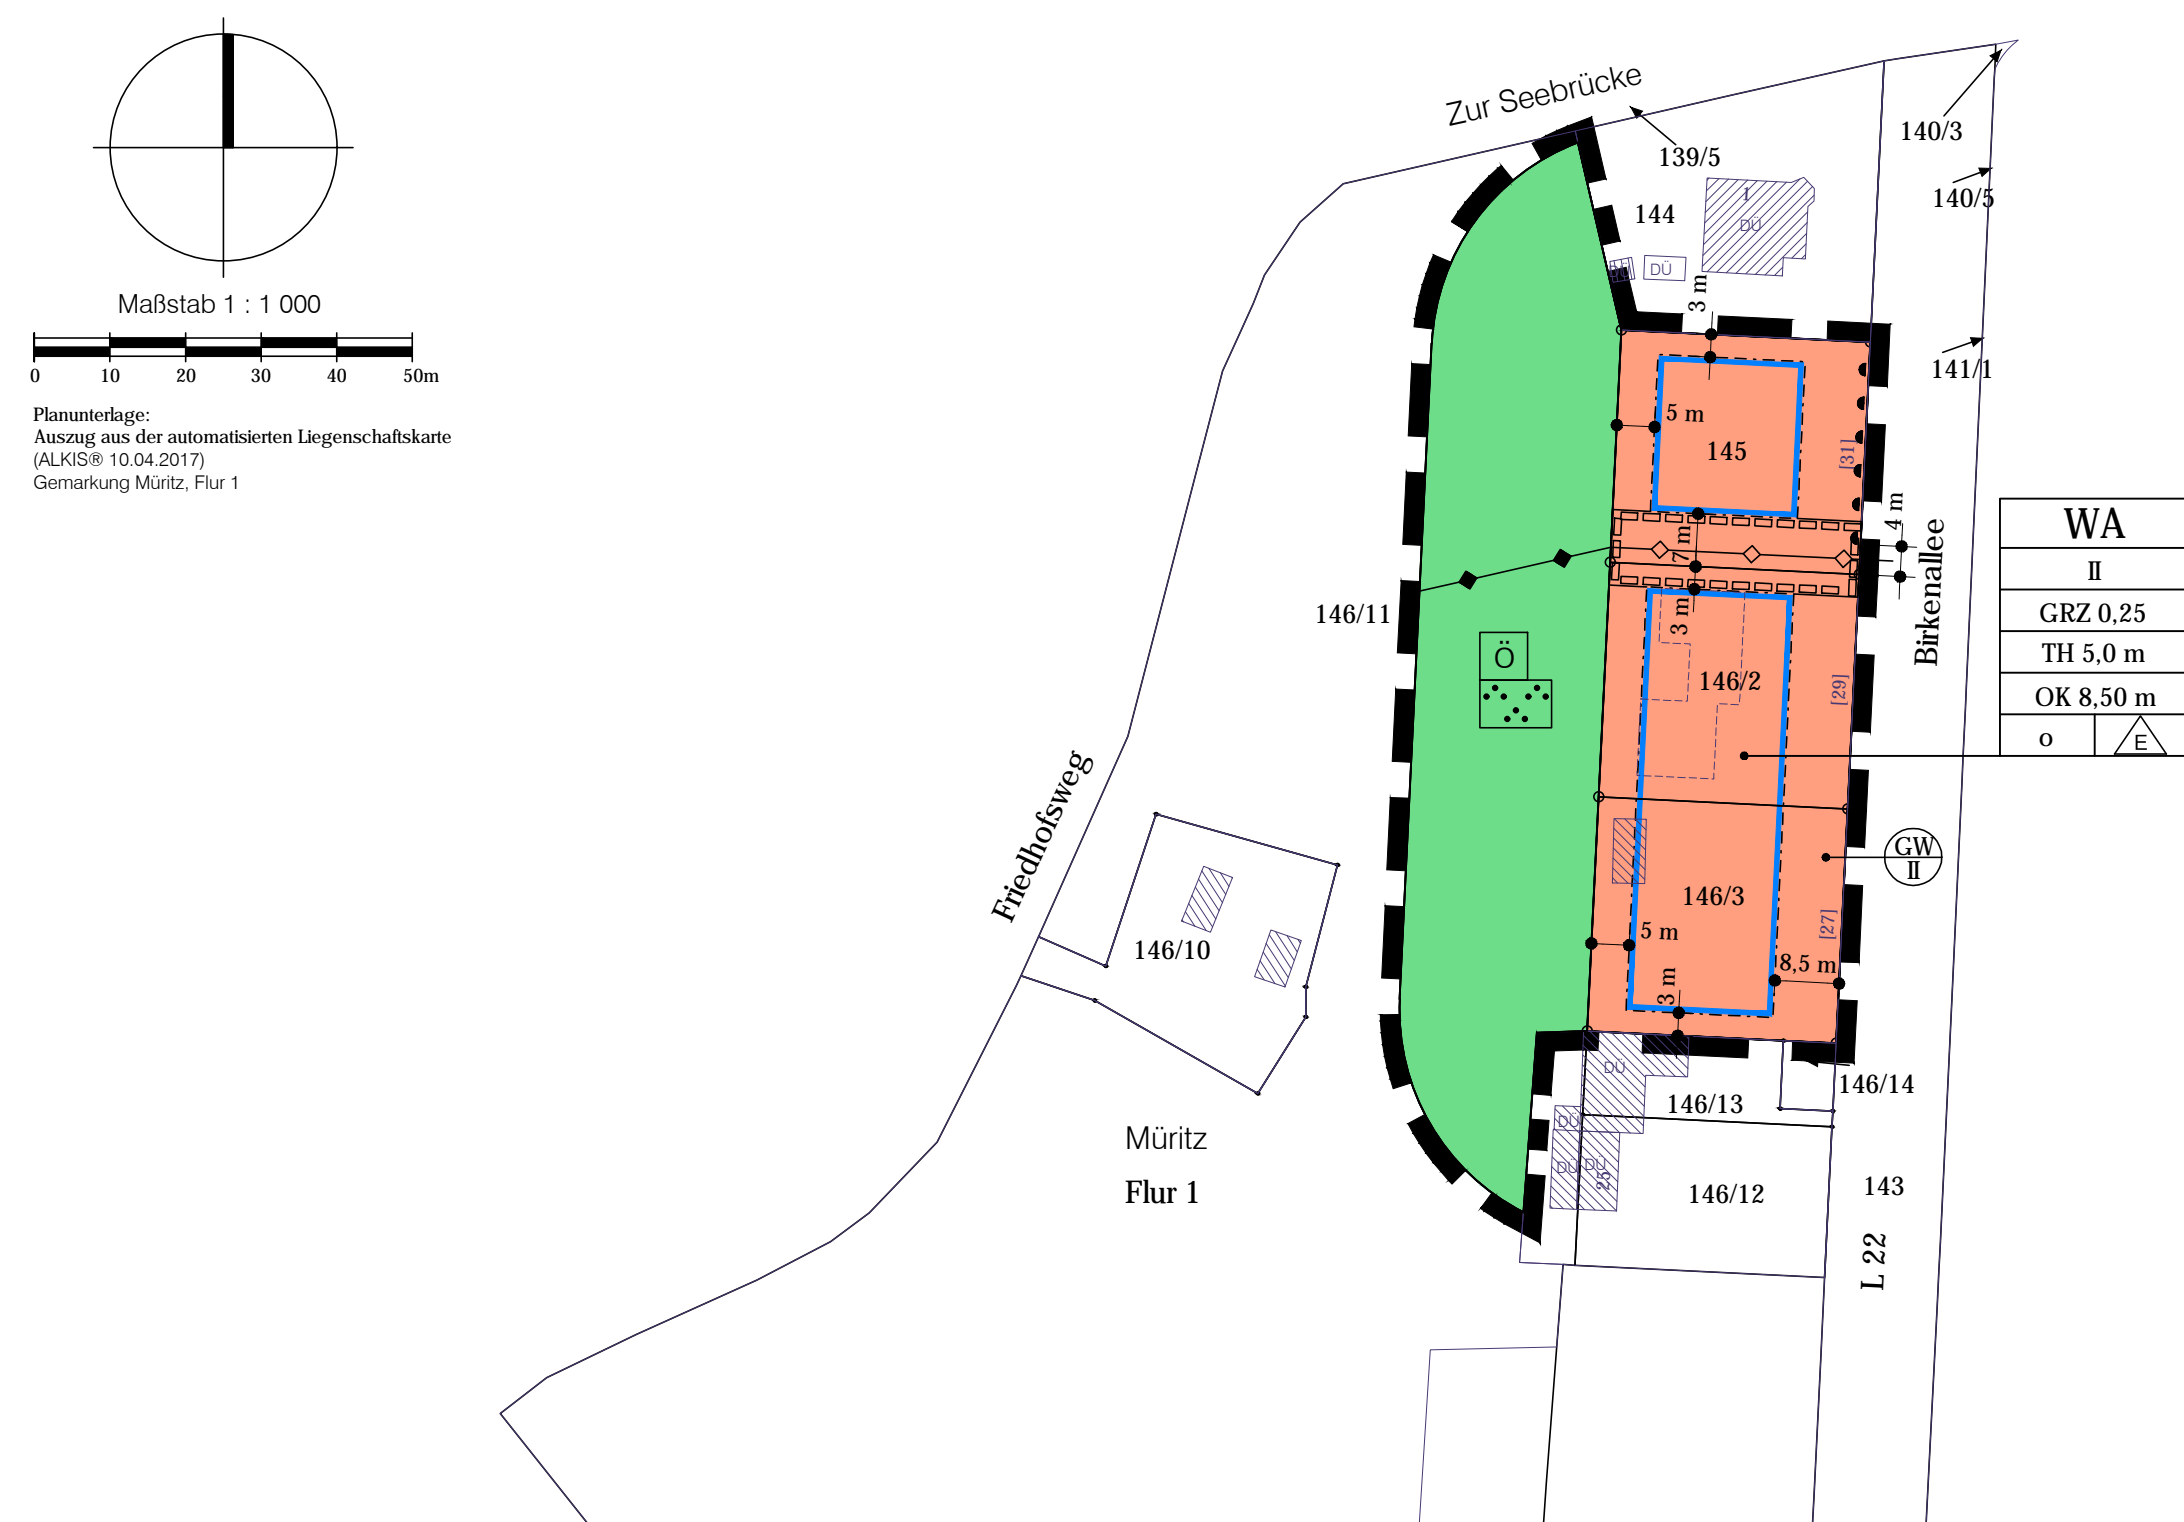 Maßstab 1 : 1 000
0 10 20 30 40 50m
Planunterlage:
Auszug aus der automatisierten Liegenschaftskarte
(ALKIS® 10.04.2017)
Gemarkung Müritz, Flur 1
Zur Seebrücke
139/5
140/3
140/5
144
I
DÜ
DÜ
DÜ
3 m
141/1
5 m
145
[31]
4 m
7 m
3 m
Birkenallee
146/11
Ö
146/2
[29]
WA
II
GRZ 0,25
TH 5,0 m
OK 8,50 m
o
E
Friedhofsweg
GW
II
146/3
[27]
5 m
8,5 m
3 m
146/10
DÜ
146/14
146/13
DÜ
DÜ
DÜ
25
146/12
143
L 22
Müritz
Flur 1